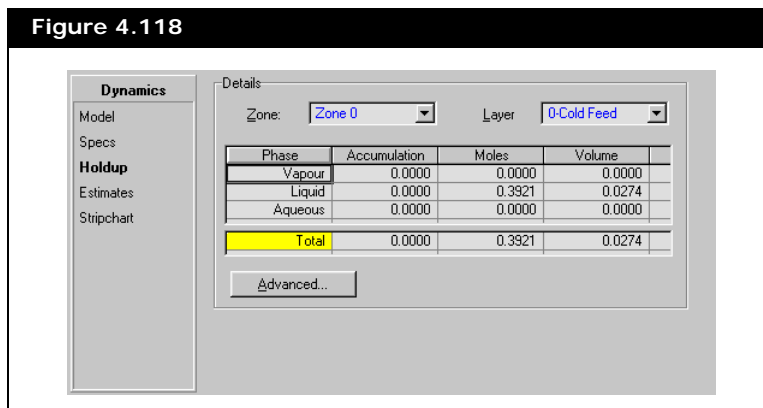 Figure 4.118
Dynamics
Model
Specs
Holdup
Estimates
Stripchart
Details
Zone: Zone 0 Layer 0-Cold Feed
Phase Accumulation Moles Volume
Vapour 0.0000 0.0000 0.0000
Liquid 0.0000 0.3921 0.0274
Aqueous 0.0000 0.0000 0.0000
Total 0.0000 0.3921 0.0274
Advanced...